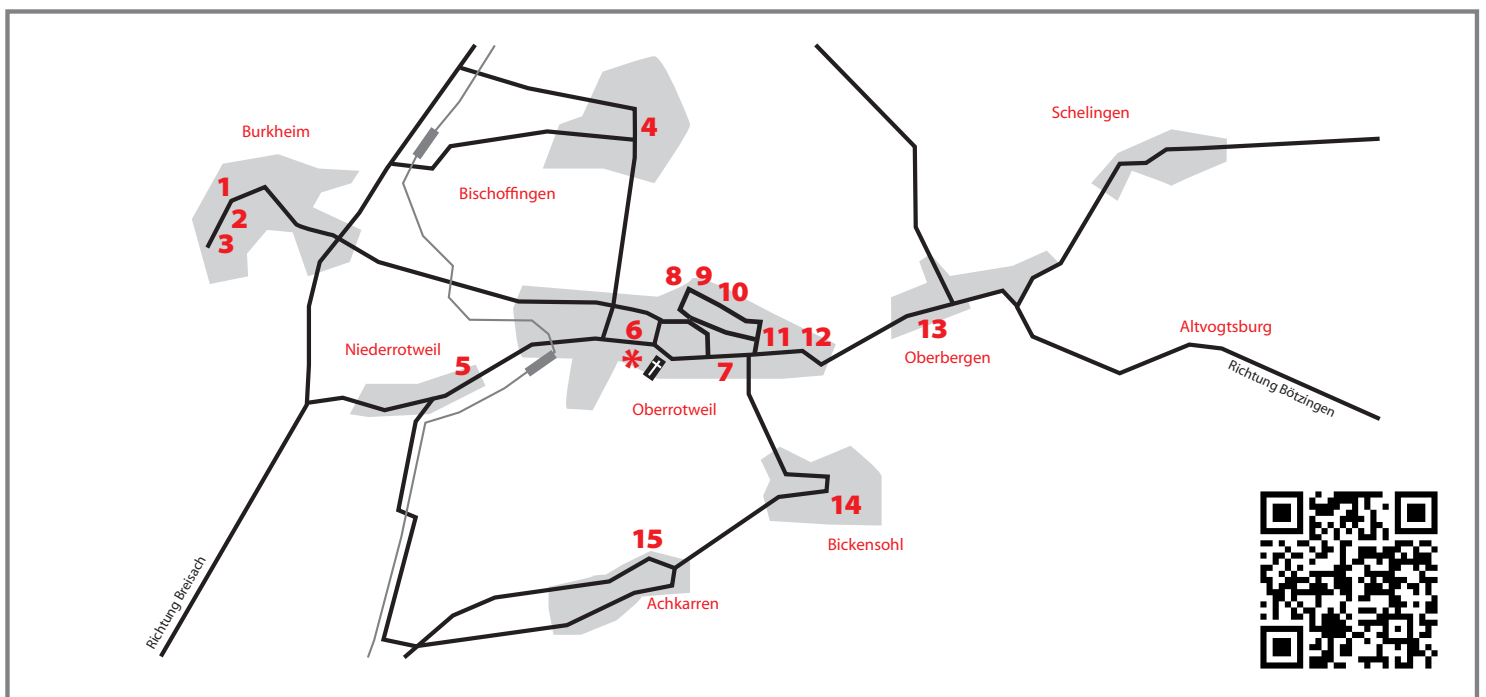 Schelingen
Burkheim
4
1
Bischoffingen
2
3
8
9
10
6
11
12
13
Altvogtsburg
Niederrotweil
*
5
7
Oberbergen
Richtung Bötzingen
Oberrotweil
14
15
Bickensohl
Richtung Breisach
Achkarren